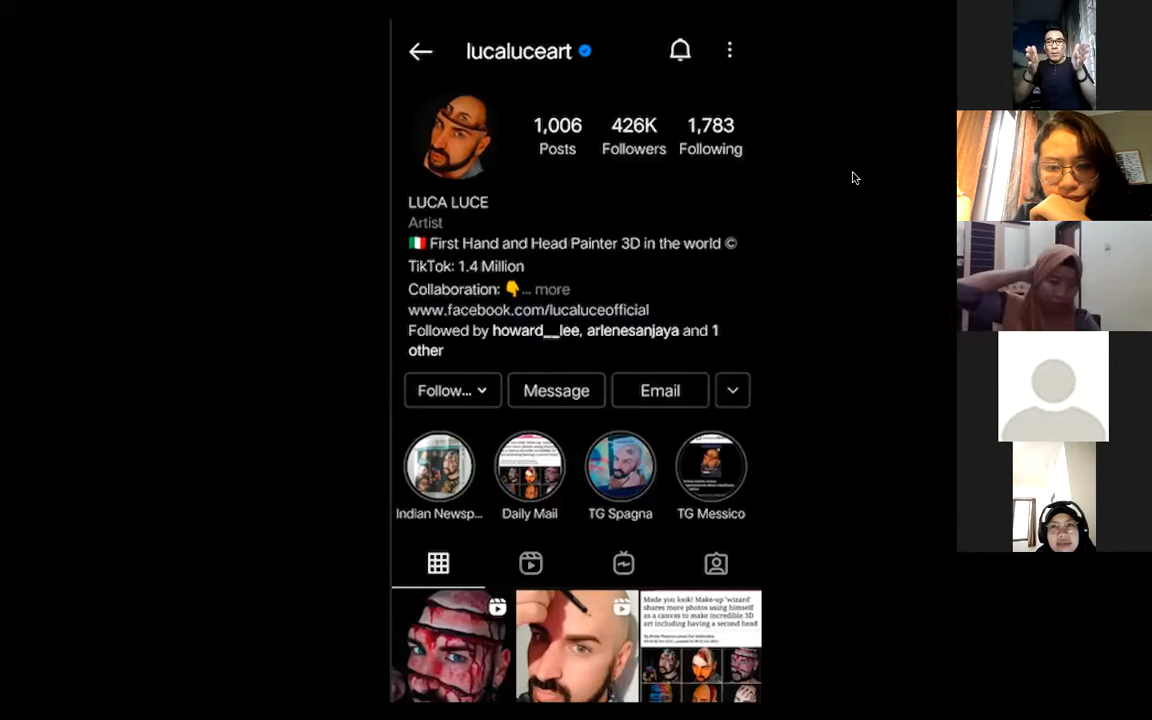 lucaluceart
1,006 426K 1,783
Posts Followers Following
LUCA LUCE
Artist
🇮🇹 First Hand and Head Painter 3D in the world ©
TikTok: 1.4 Million
Collaboration: 👇... more
www.facebook.com/lucaluceofficial
Followed by howard__lee, arlenesanjaya and 1
other
Follow... Message Email
Indian Newsp... Daily Mail TG Spagna TG Messico
Made you look! Make-up 'wizard'
shares more photos using himself
as a canvas to make incredible 3D
art including having a second head